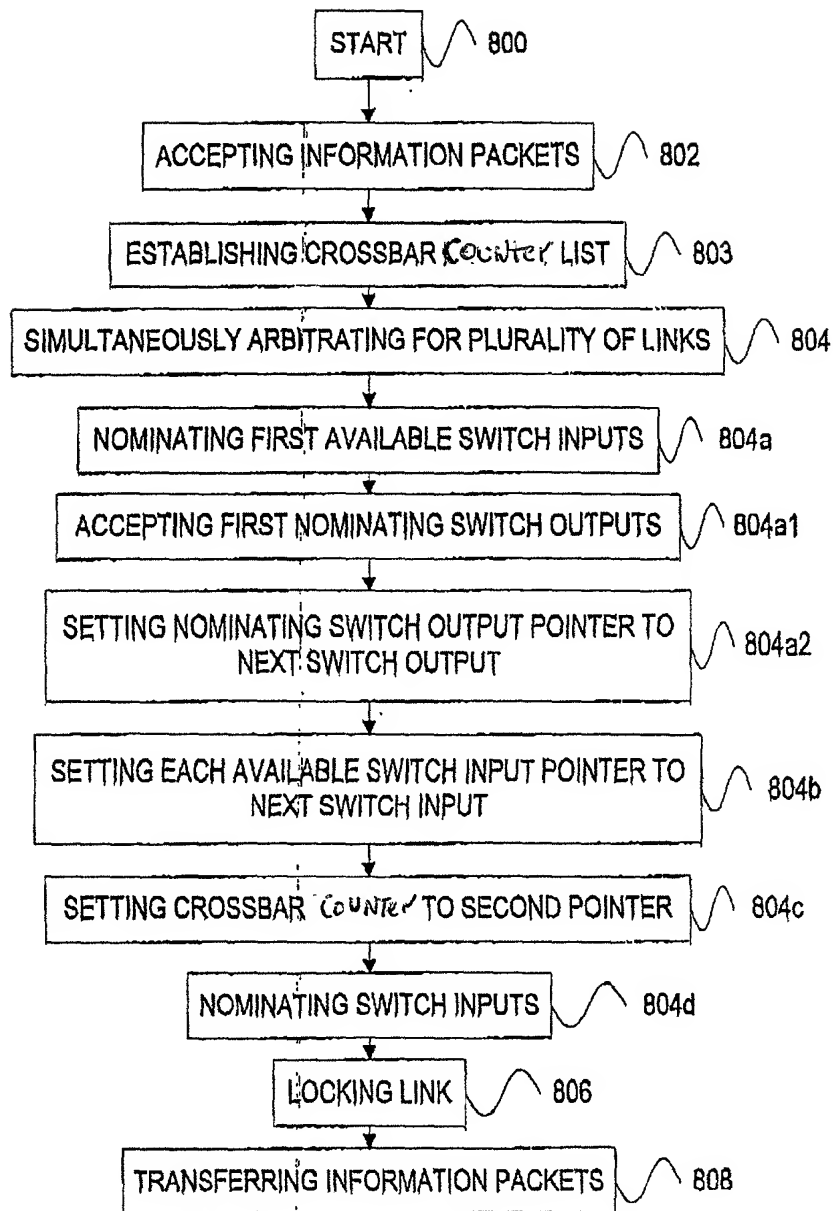 START 800
ACCEPTING INFORMATION PACKETS 802
ESTABLISHING CROSSBAR Counter LIST 803
SIMULTANEOUSLY ARBITRATING FOR PLURALITY OF LINKS 804
NOMINATING FIRST AVAILABLE SWITCH INPUTS 804a
ACCEPTING FIRST NOMINATING SWITCH OUTPUTS 804a1
SETTING NOMINATING SWITCH OUTPUT POINTER TO
NEXT SWITCH OUTPUT 804a2
SETTING EACH AVAILABLE SWITCH INPUT POINTER TO
NEXT SWITCH INPUT 804b
SETTING CROSSBAR Counter TO SECOND POINTER 804c
NOMINATING SWITCH INPUTS 804d
LOCKING LINK 806
TRANSFERRING INFORMATION PACKETS 808